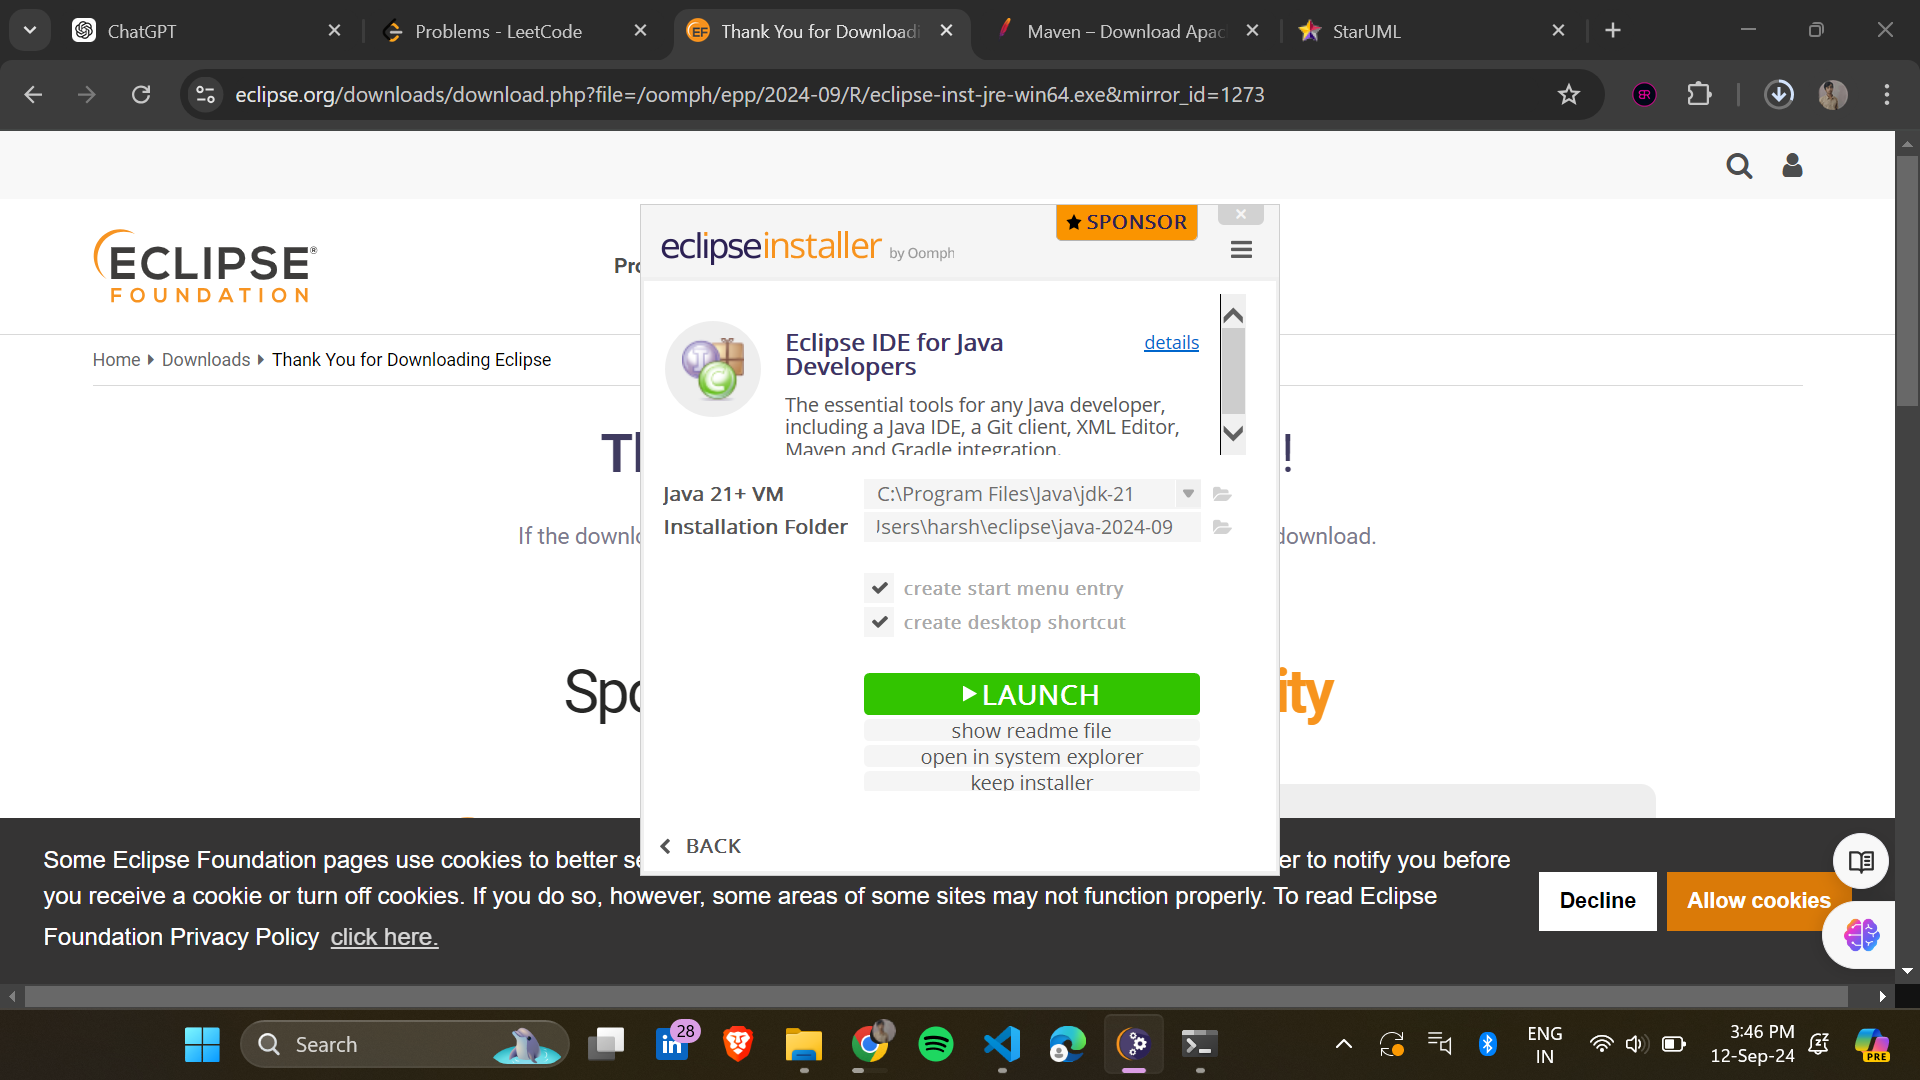 ChatGPT
Problems - LeetCode
Thank You for Downloadi
Maven – Download Apac
StarUML
eclipse.org/downloads/download.php?file=/oomph/epp/2024-09/R/eclipse-inst-jre-win64.exe&mirror_id=1273
ECLIPSE®
FOUNDATION
Home
Downloads
Thank You for Downloading Eclipse
!
If the downlo
download.
Spo
ity
SPONSOR
eclipseinstaller by Oomph
Eclipse IDE for Java
Developers
details
The essential tools for any Java developer,
including a Java IDE, a Git client, XML Editor,
Maven and Gradle integration.
Java 21+ VM
C:\Program Files\Java\jdk-21
Installation Folder
Jsers\harsh\eclipse\java-2024-09
create start menu entry
create desktop shortcut
LAUNCH
show readme file
open in system explorer
keep installer
BACK
Some Eclipse Foundation pages use cookies to better se
er to notify you before
you receive a cookie or turn off cookies. If you do so, however, some areas of some sites may not function properly. To read Eclipse
Foundation Privacy Policy click here.
Decline
Allow cookies
Search
28
ENG
IN
3:46 PM
12-Sep-24
PRE